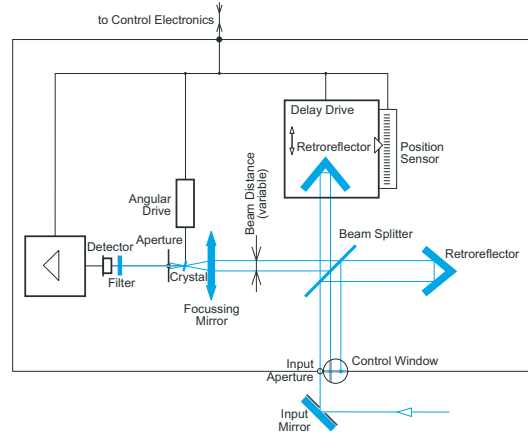 to Control Electronics
Delay Drive
Retroreflector
Position
Sensor
Angular
Drive
Beam Distance
(variable)
Beam Splitter
Aperture
Detector
Retroreflector
Crystal
Filter
Focussing
Mirror
Input
Aperture
Control Window
Input
Mirror